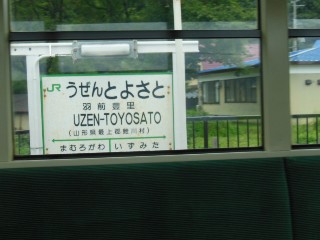 JR うぜんとよさと
羽前豊里
UZEN-TOYOSATO
(山形県最上郡鮭川村)
まむろがわ いずみた